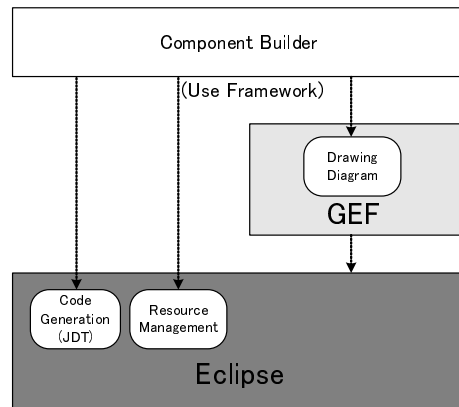 Component Builder
(Use Framework)
Drawing
Diagram
GEF
Code
Generation
(JDT)
Resource
Management
Eclipse